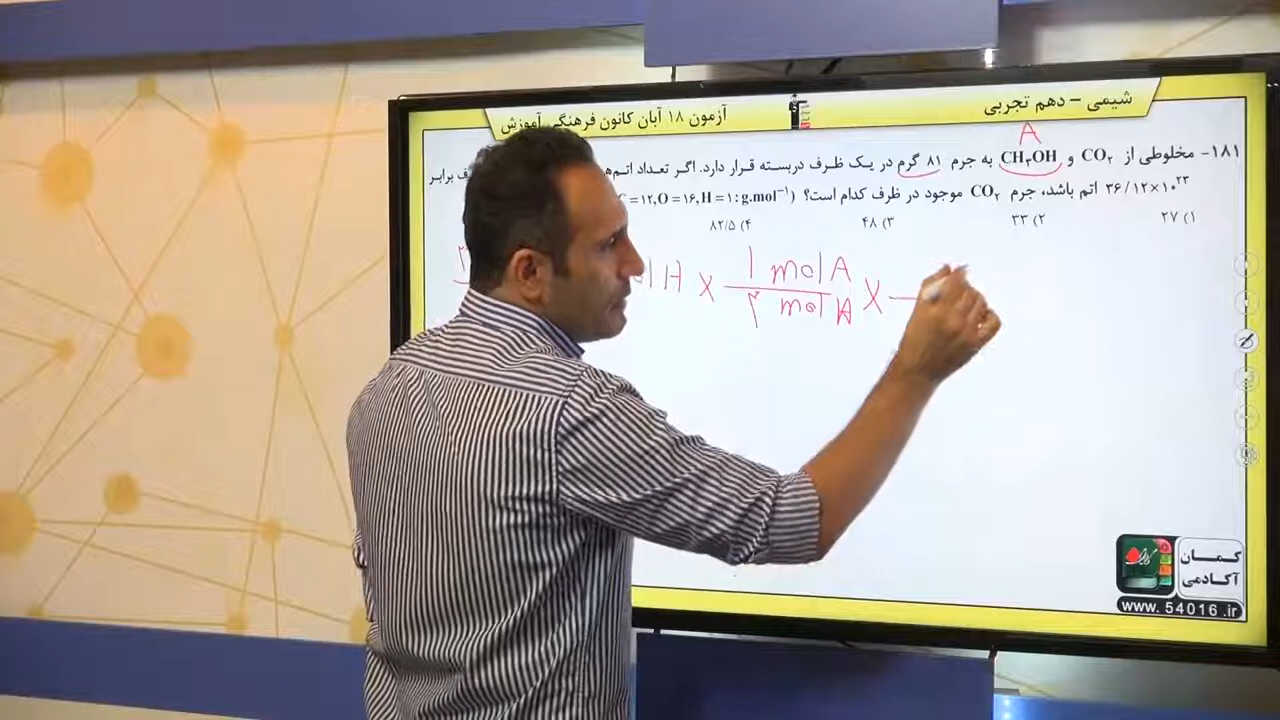 شیمی - دهم تجربی
آزمون ۱۸ آبان کانون فرهنگی آموزش
A
۱۸۱- مخلوطی از CO₂ و CH₃OH به جرم ۸۱ گرم در یک ظرف دربسته قرار دارد. اگر تعداد اتم‌ه ف برابر
۳۶/۱۲×۱۰²³ اتم باشد، جرم CO₂ موجود در ظرف کدام است؟ (C = ۱۲, O = ۱۶, H = ۱ : g.mol⁻¹)
۱) ۲۷ ۲) ۳۳ ۳) ۴۸ ۴) ۸۲/۵
l H × 1 mol A × —
۴ mol A
کمان
آکادمی
www.54016.ir